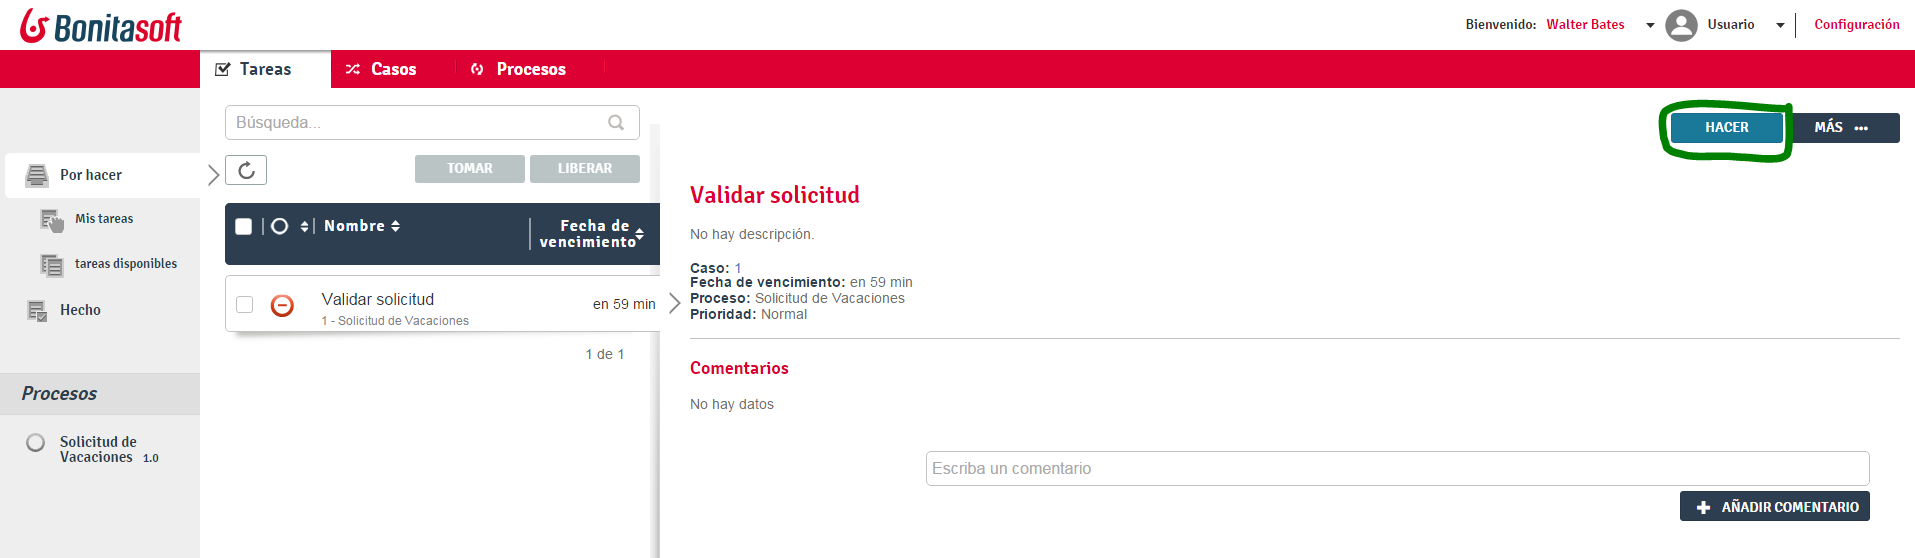 Bonitasoft
Bienvenido: Walter Bates Usuario Configuración
Tareas Casos Procesos
Búsqueda...
TOMAR LIBERAR
Por hacer
Mis tareas
tareas disponibles
Hecho
Procesos
Solicitud de
Vacaciones 1.0
Nombre Fecha de
vencimiento
Validar solicitud en 59 min
1 - Solicitud de Vacaciones
1 de 1
HACER MÁS •••
Validar solicitud
No hay descripción.
Caso: 1
Fecha de vencimiento: en 59 min
Proceso: Solicitud de Vacaciones
Prioridad: Normal
Comentarios
No hay datos
Escriba un comentario
AÑADIR COMENTARIO